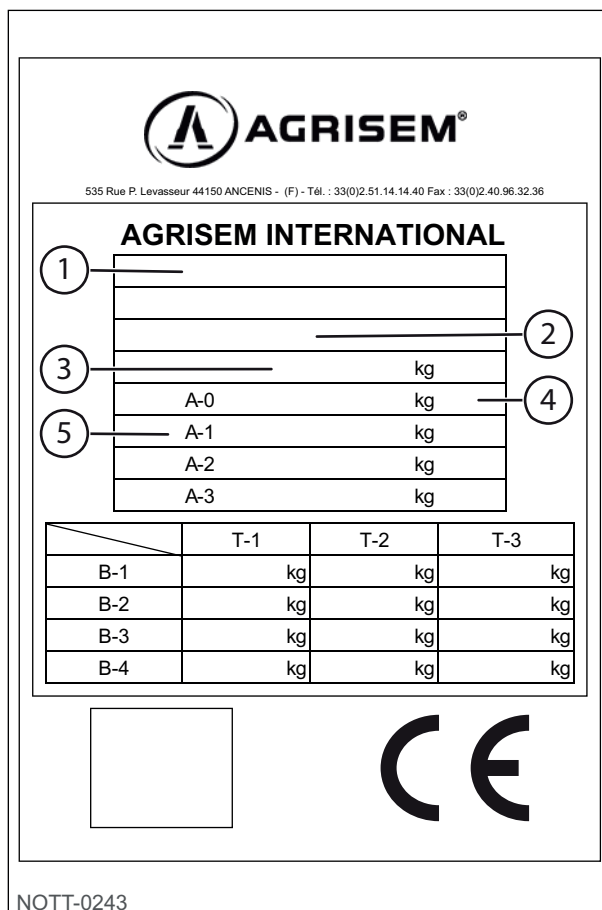 AGRISEM®
535 Rue P. Levasseur 44150 ANCENIS - (F) - Tél. : 33(0)2.51.14.14.40 Fax : 33(0)2.40.96.32.36
AGRISEM INTERNATIONAL
1
2
3 kg
A-0 kg 4
5 A-1 kg
A-2 kg
A-3 kg
T-1 T-2 T-3
B-1 kg kg kg
B-2 kg kg kg
B-3 kg kg kg
B-4 kg kg kg
CE
NOTT-0243